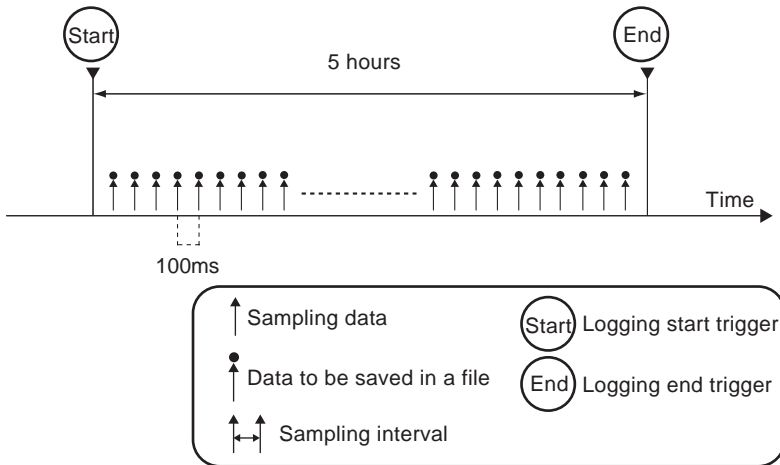 Start
End
5 hours
Time
100ms
Sampling data
Start Logging start trigger
Data to be saved in a file
End Logging end trigger
Sampling interval